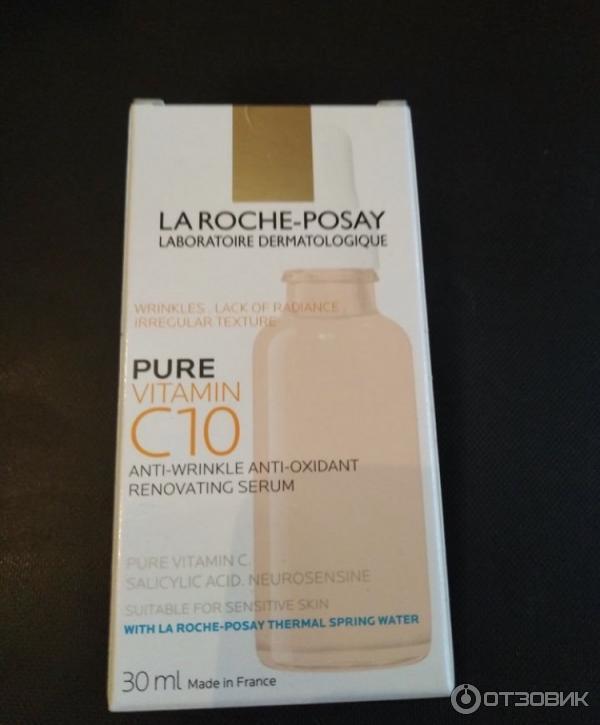 LA ROCHE-POSAY
LABORATOIRE DERMATOLOGIQUE
WRINKLES . LACK OF RADIANCE
IRREGULAR TEXTURE
PURE
VITAMIN
C10
ANTI-WRINKLE ANTI-OXIDANT
RENOVATING SERUM
PURE VITAMIN C.
SALICYLIC ACID. NEUROSENSINE
SUITABLE FOR SENSITIVE SKIN
WITH LA ROCHE-POSAY THERMAL SPRING WATER
30 ml Made in France
ОТЗОВИК